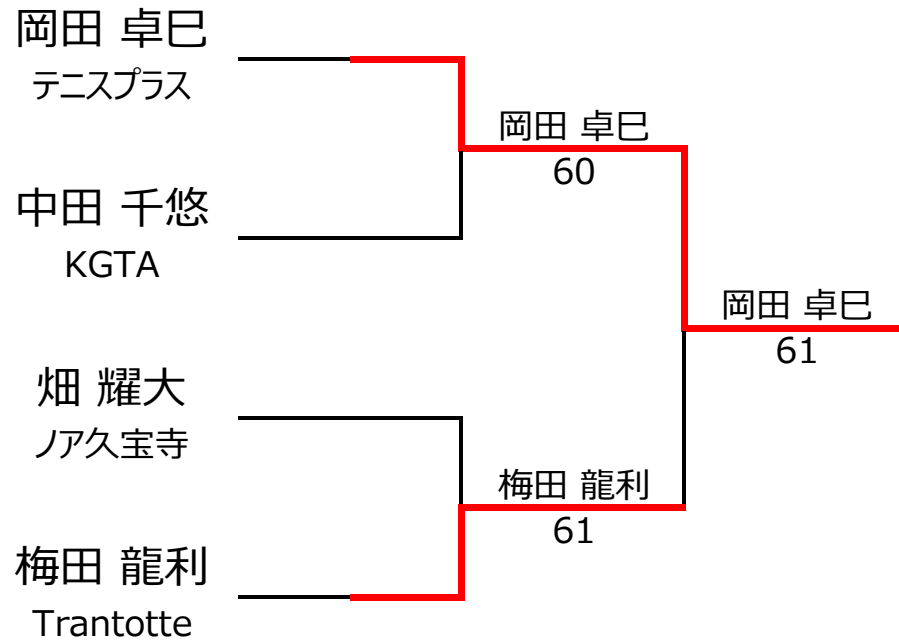 岡田 卓巳
テニスプラス
中田 千悠
KGTA
畑 耀大
ノア久宝寺
梅田 龍利
Trantotte
岡田 卓巳
60
梅田 龍利
61
岡田 卓巳
61